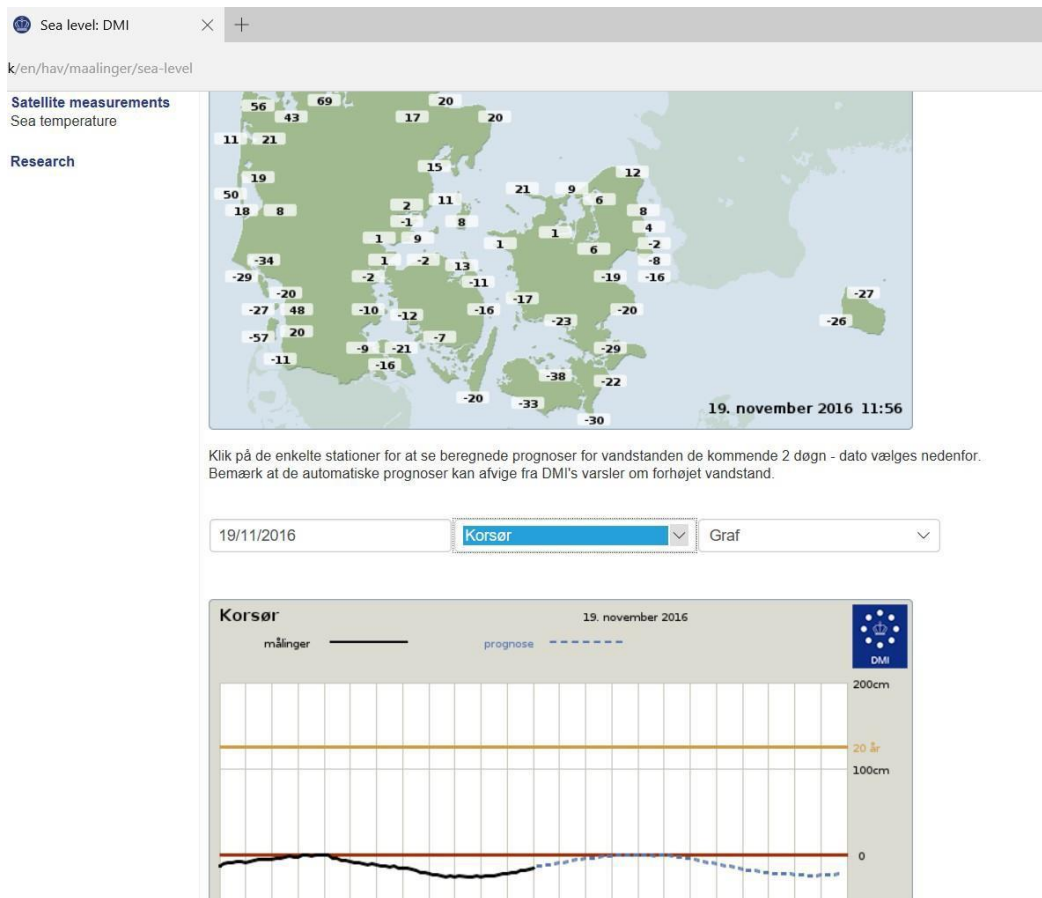 Sea level: DMI
k/en/hav/maalinger/sea-level
Satellite measurements
Sea temperature
Research
56 69 20
43 17 20
11 21
15
19 12
50 21 9
11 6
18 8 2 8
-1 8 4
1 9 1 1 -2
6
-34 1 -2 13 -8
-29 -2 -11 -19 -16
-20 -17 -27
-27 48 -10 -12 -16 -20
-23 -26
-57 20 -7
-9 -21 -29
-11 -16
-38 -22
-20 -33
-30
19. november 2016 11:56
Klik på de enkelte stationer for at se beregnede prognoser for vandstanden de kommende 2 døgn - dato vælges nedenfor.
Bemærk at de automatiske prognoser kan afvige fra DMI's varsler om forhøjet vandstand.
19/11/2016 Korsør Graf
Korsør 19. november 2016
målinger prognose
DMI
200cm
20 år
100cm
0